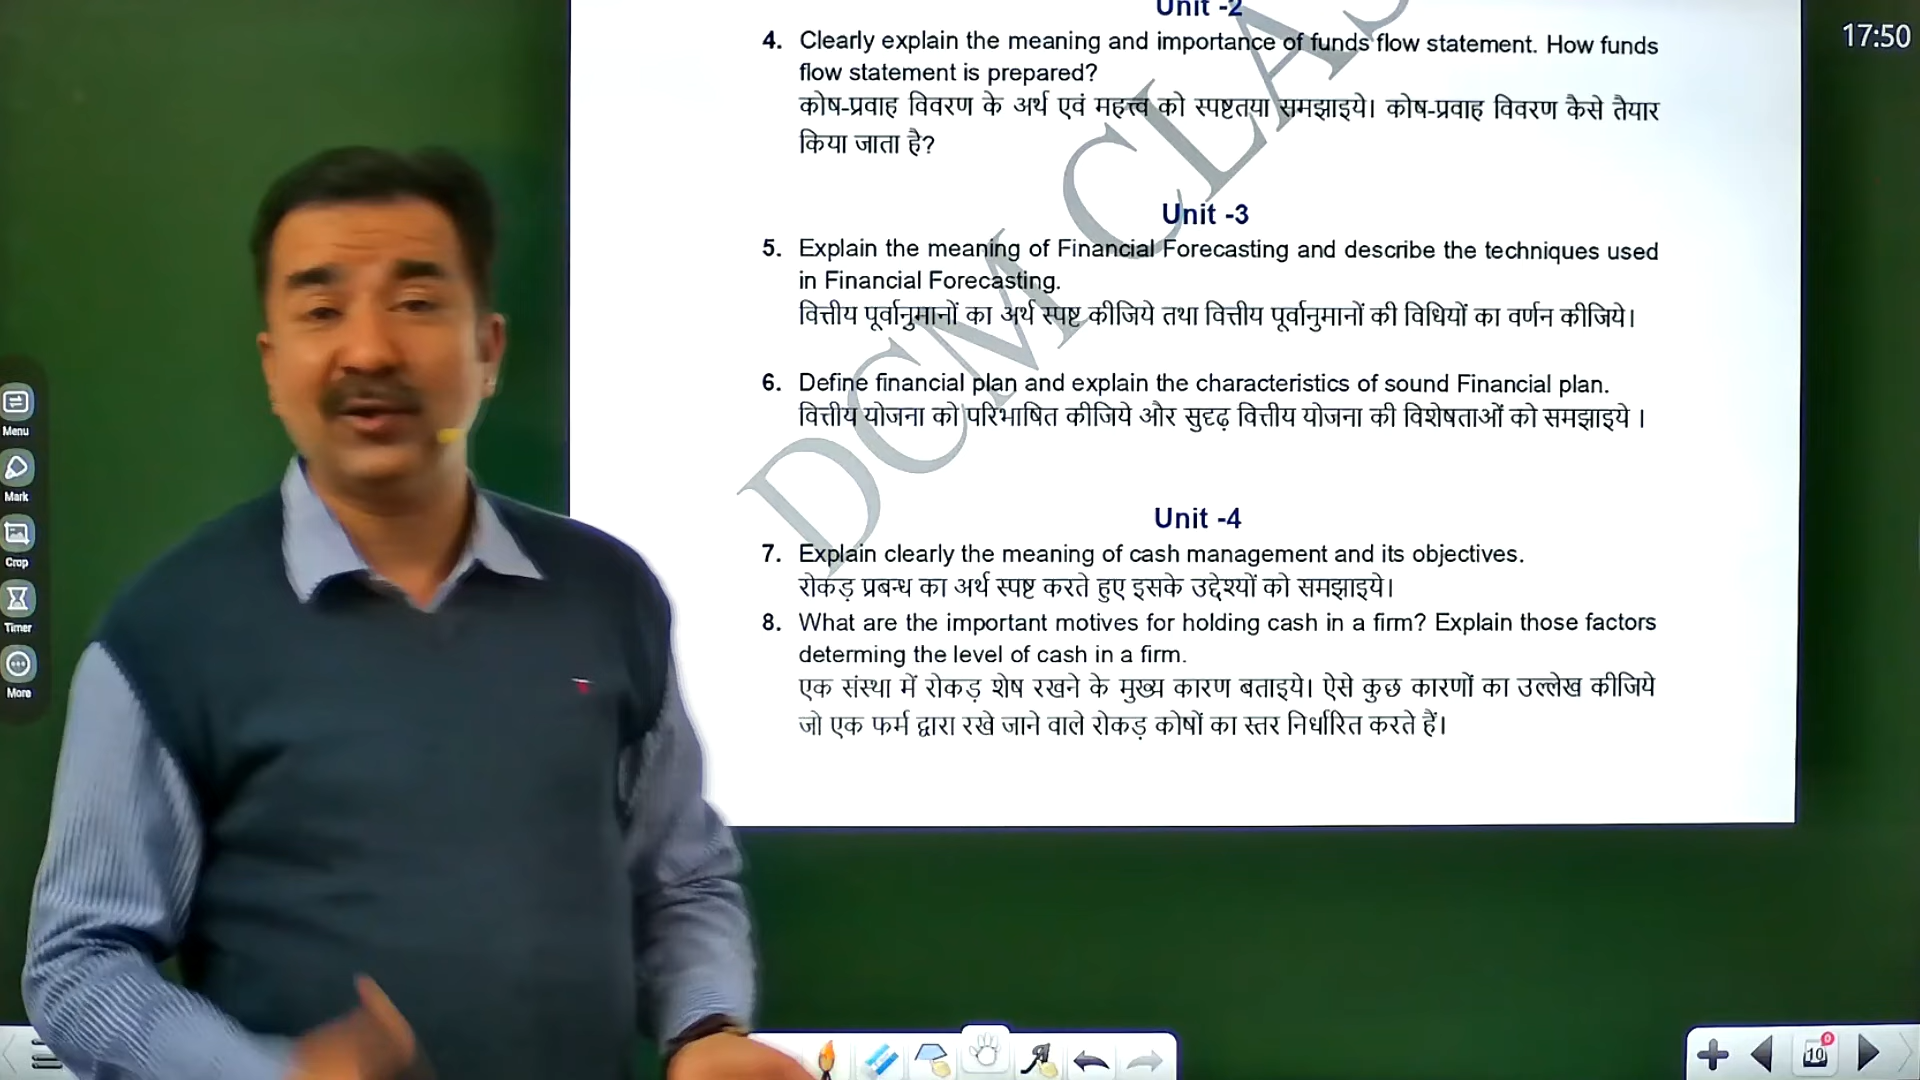 Unit -2
17:50
4. Clearly explain the meaning and importance of funds flow statement. How funds
flow statement is prepared?
कोष-प्रवाह विवरण के अर्थ एवं महत्त्व को स्पष्टतया समझाइये। कोष-प्रवाह विवरण कैसे तैयार
किया जाता है?
Unit -3
5. Explain the meaning of Financial Forecasting and describe the techniques used
in Financial Forecasting.
वित्तीय पूर्वानुमानों का अर्थ स्पष्ट कीजिये तथा वित्तीय पूर्वानुमानों की विधियों का वर्णन कीजिये।
6. Define financial plan and explain the characteristics of sound Financial plan.
वित्तीय योजना को परिभाषित कीजिये और सुदृढ़ वित्तीय योजना की विशेषताओं को समझाइये ।
Unit -4
7. Explain clearly the meaning of cash management and its objectives.
रोकड़ प्रबन्ध का अर्थ स्पष्ट करते हुए इसके उद्देश्यों को समझाइये।
8. What are the important motives for holding cash in a firm? Explain those factors
determing the level of cash in a firm.
एक संस्था में रोकड़ शेष रखने के मुख्य कारण बताइये। ऐसे कुछ कारणों का उल्लेख कीजिये
जो एक फर्म द्वारा रखे जाने वाले रोकड़ कोषों का स्तर निर्धारित करते हैं।
DCM CLAS
Menu
Mark
Crop
Timer
More
10
0